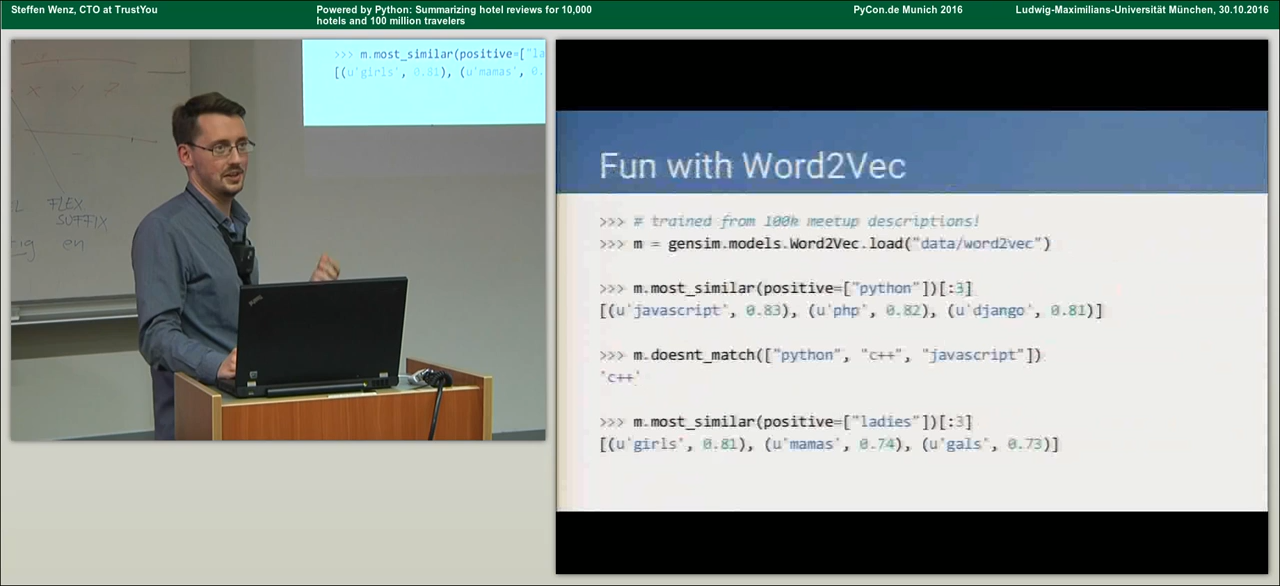 Steffen Wenz, CTO at TrustYou
Powered by Python: Summarizing hotel reviews for 10,000
hotels and 100 million travelers
PyCon.de Munich 2016
Ludwig-Maximilians-Universität München, 30.10.2016
>>> m.most_similar(positive=["la
[(u'girls', 0.81), (u'mamas', 0.
X Y Z
FLEX
SUFFIX
en
Fun with Word2Vec
>>> # trained from 100k meetup descriptions!
>>> m = gensim.models.Word2Vec.load("data/word2vec")
>>> m.most_similar(positive=["python"])[:3]
[(u'javascript', 0.83), (u'php', 0.82), (u'django', 0.81)]
>>> m.doesnt_match(["python", "c++", "javascript"])
'c++'
>>> m.most_similar(positive=["ladies"])[:3]
[(u'girls', 0.81), (u'mamas', 0.74), (u'gals', 0.73)]